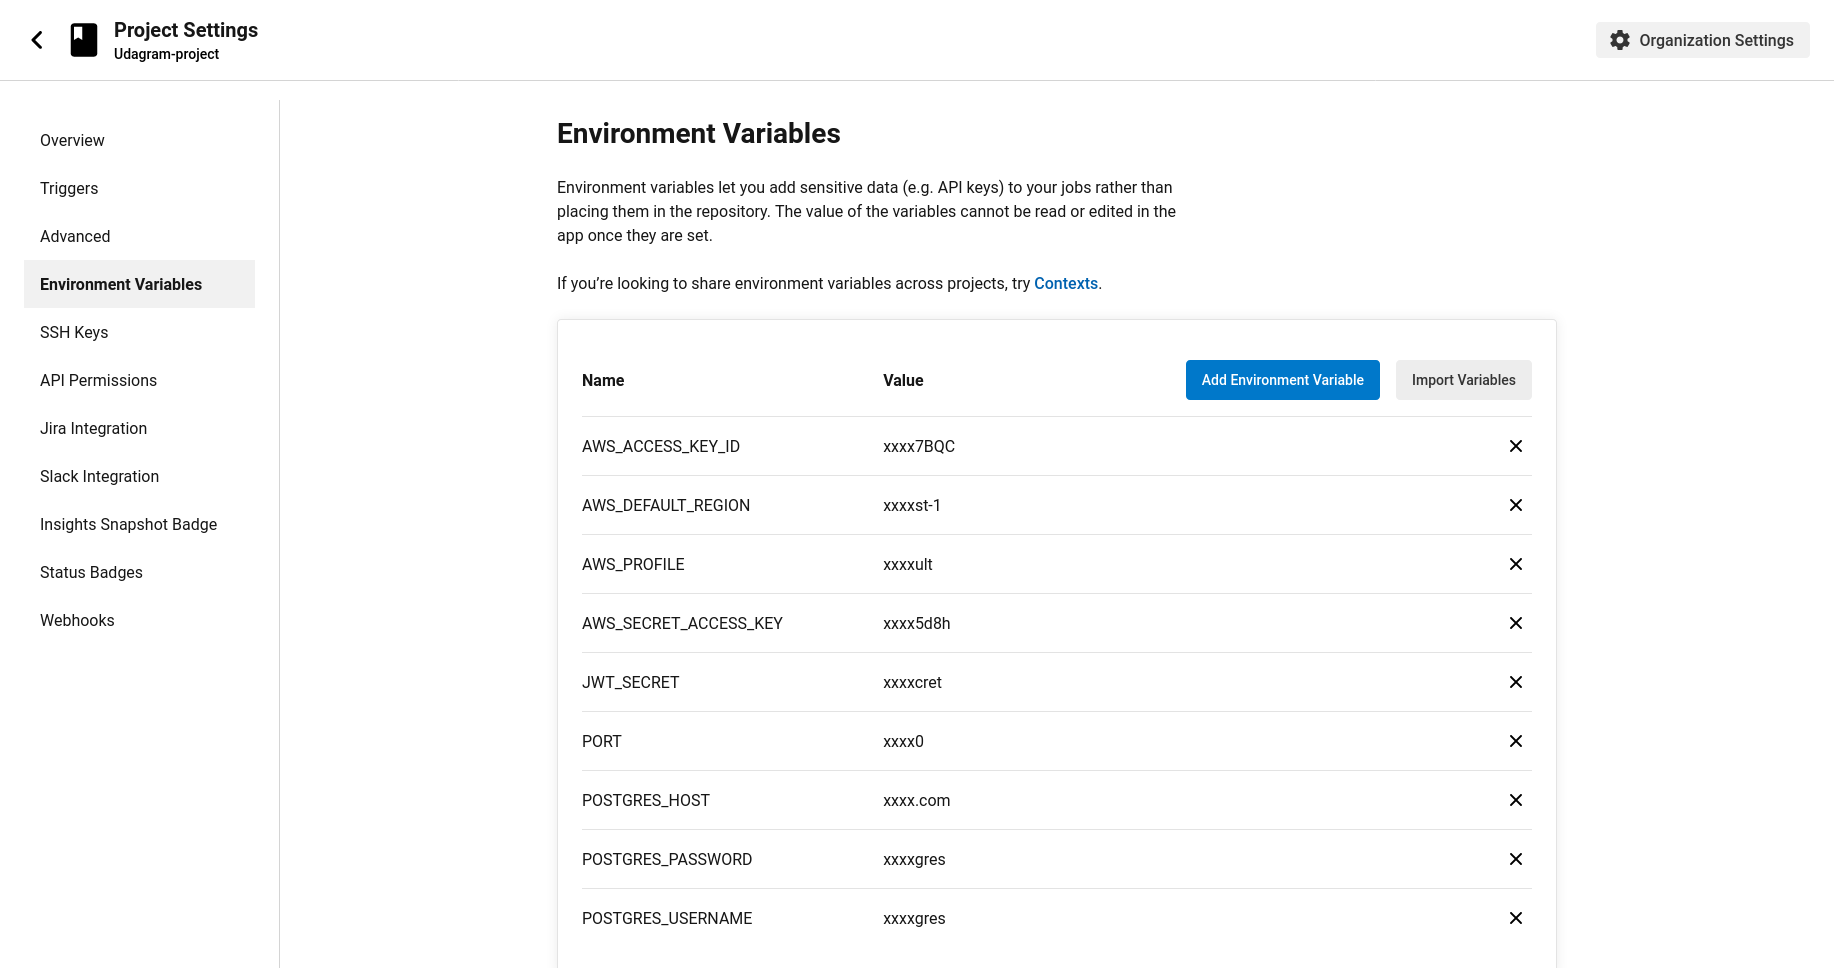 Project Settings
Udagram-project
Organization Settings
Overview
Triggers
Advanced
Environment Variables
SSH Keys
API Permissions
Jira Integration
Slack Integration
Insights Snapshot Badge
Status Badges
Webhooks
Environment Variables
Environment variables let you add sensitive data (e.g. API keys) to your jobs rather than
placing them in the repository. The value of the variables cannot be read or edited in the
app once they are set.
If you’re looking to share environment variables across projects, try Contexts.
Name Value Add Environment Variable Import Variables
AWS_ACCESS_KEY_ID xxxx7BQC
AWS_DEFAULT_REGION xxxxst-1
AWS_PROFILE xxxxult
AWS_SECRET_ACCESS_KEY xxxx5d8h
JWT_SECRET xxxxcret
PORT xxxx0
POSTGRES_HOST xxxx.com
POSTGRES_PASSWORD xxxxgres
POSTGRES_USERNAME xxxxgres